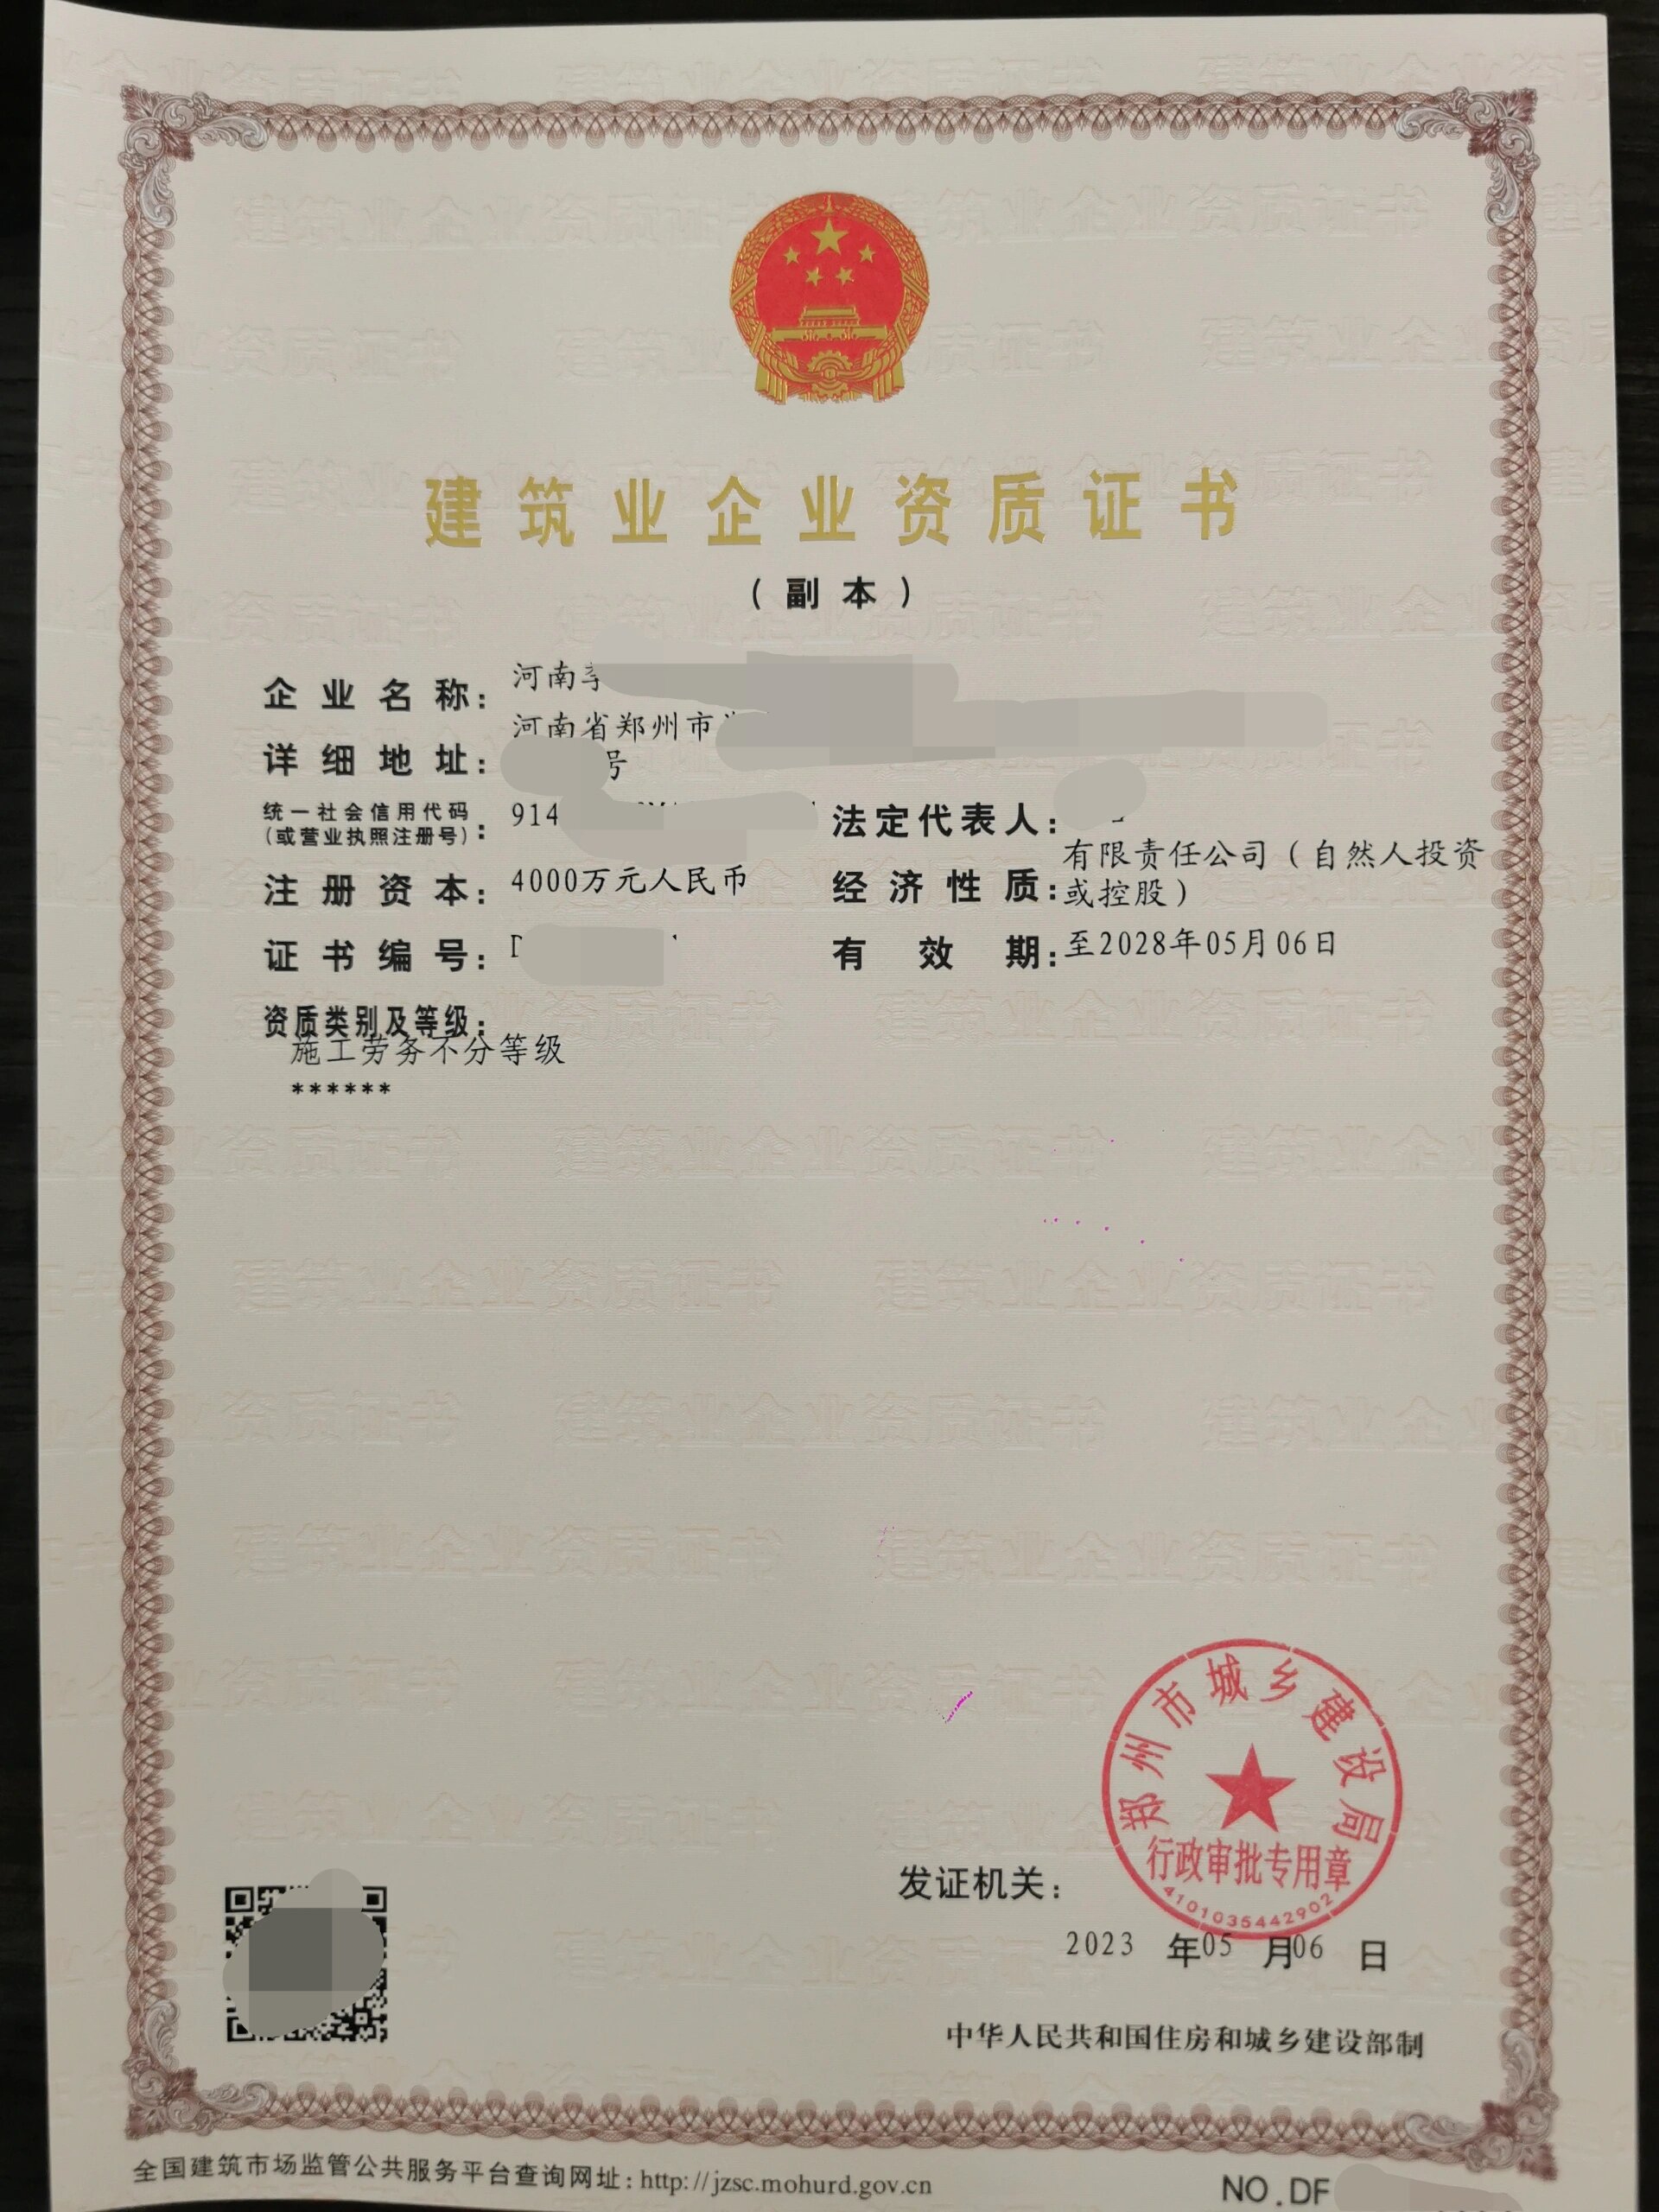 建筑业企业资质证书
（副本）
企业名称：河南
详细地址：河南省郑州市
号
统一社会信用代码
（或营业执照注册号）：914
法定代表人：
注册资本：4000万元人民币
经济性质：有限责任公司（自然人投资
或控股）
证书编号：
有效期：至2028年05月06日
资质类别及等级：
施工劳务不分等级
******
郑州市城乡建设局
行政审批专用章
4101035442902
发证机关：
2023 年05 月06 日
中华人民共和国住房和城乡建设部制
全国建筑市场监管公共服务平台查询网址：http://jzsc.mohurd.gov.cn
NO.DF